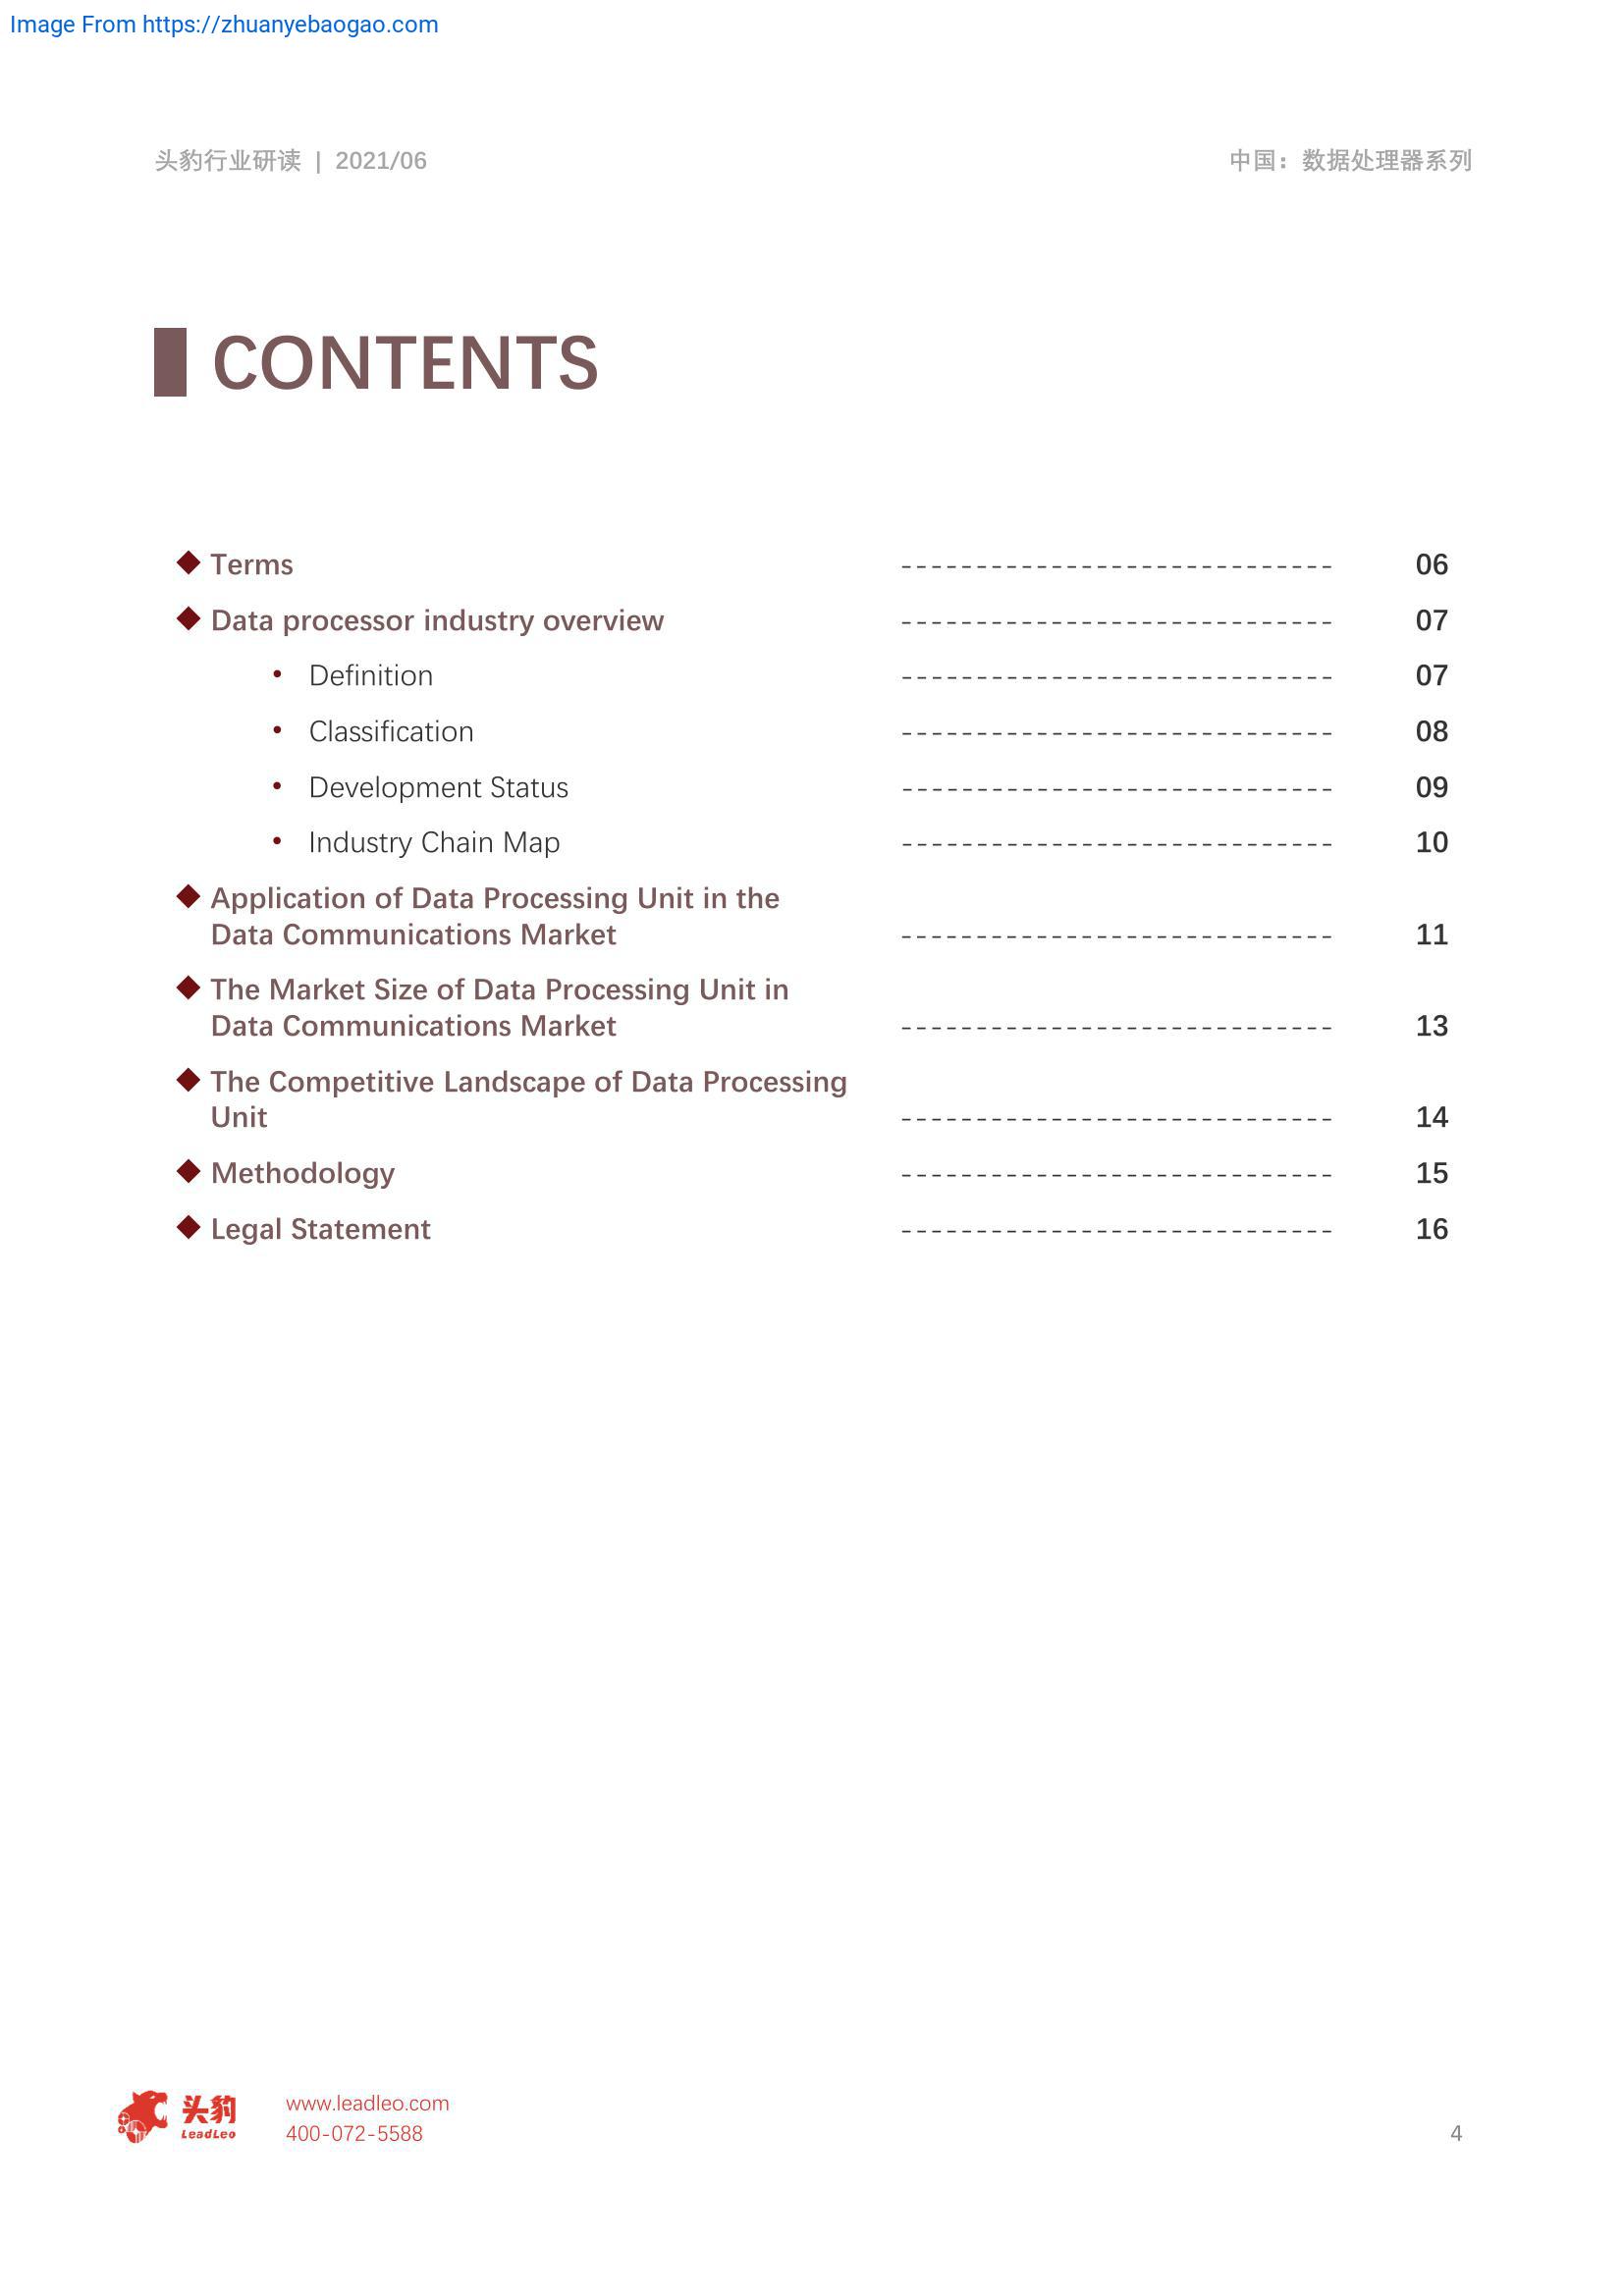 Image From https://zhuanyebaogao.com
头豹行业研读 | 2021/06
中国：数据处理器系列
CONTENTS
◆ Terms --------------------------- 06
◆ Data processor industry overview --------------------------- 07
• Definition --------------------------- 07
• Classification --------------------------- 08
• Development Status --------------------------- 09
• Industry Chain Map --------------------------- 10
◆ Application of Data Processing Unit in the
Data Communications Market --------------------------- 11
◆ The Market Size of Data Processing Unit in
Data Communications Market --------------------------- 13
◆ The Competitive Landscape of Data Processing
Unit --------------------------- 14
◆ Methodology --------------------------- 15
◆ Legal Statement --------------------------- 16
头豹
LeadLeo
www.leadleo.com
400-072-5588
4